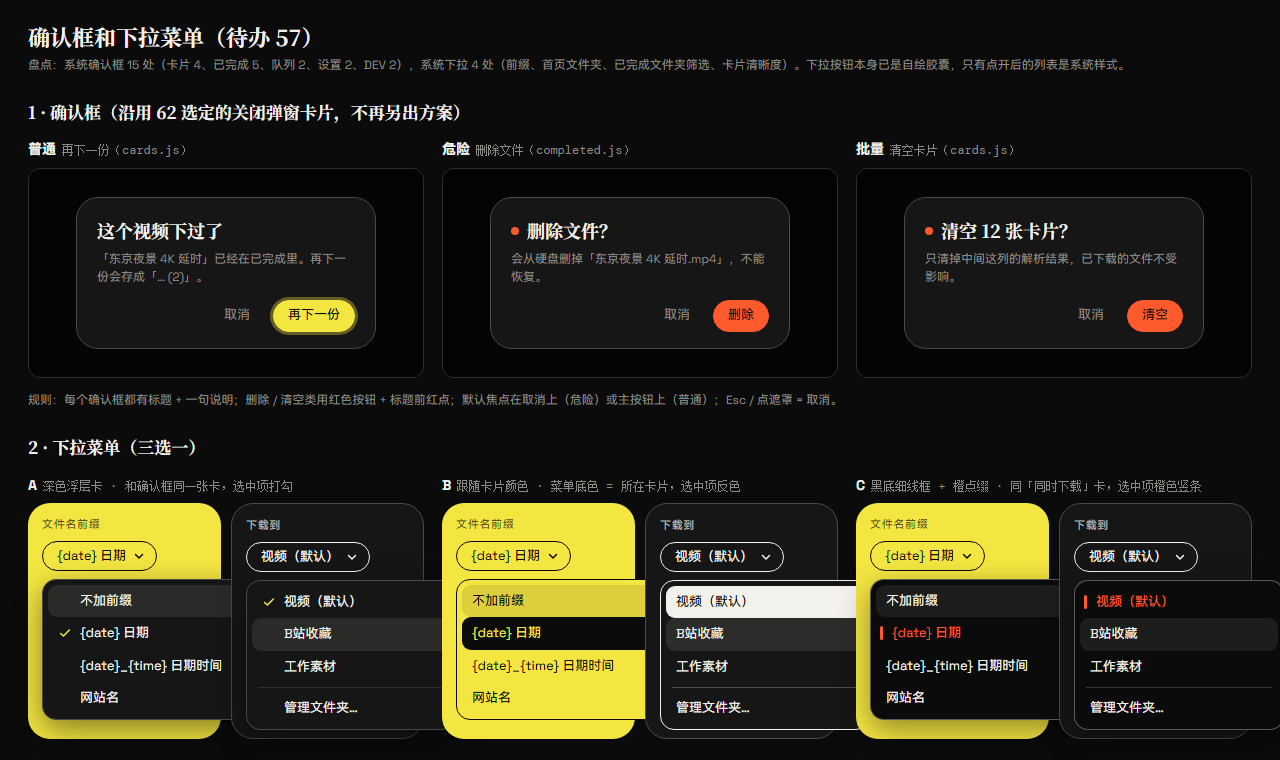 确认框和下拉菜单（待办 57）
盘点：系统确认框 15 处（卡片 4、已完成 5、队列 2、设置 2、DEV 2），系统下拉 4 处（前缀、首页文件夹、已完成文件夹筛选、卡片清晰度）。下拉按钮本身已是自绘胶囊，只有点开后的列表是系统样式。
1 · 确认框（沿用 62 选定的关闭弹窗卡片，不再另出方案）
普通 再下一份（cards.js）
危险 删除文件（completed.js）
批量 清空卡片（cards.js）
这个视频下过了
「东京夜景 4K 延时」已经在已完成里。再下一
份会存成「... (2)」。
取消
再下一份
删除文件？
会从硬盘删掉「东京夜景 4K 延时.mp4」，不能
恢复。
取消
删除
清空 12 张卡片？
只清掉中间这列的解析结果，已下载的文件不受
影响。
取消
清空
规则：每个确认框都有标题 + 一句说明；删除 / 清空类用红色按钮 + 标题前红点；默认焦点在取消上（危险）或主按钮上（普通）；Esc / 点遮罩 = 取消。
2 · 下拉菜单（三选一）
A 深色浮层卡 · 和确认框同一张卡，选中项打勾
文件名前缀
{date} 日期
不加前缀
{date} 日期
{date}_{time} 日期时间
网站名
下载到
视频（默认）
视频（默认）
B站收藏
工作素材
管理文件夹...
B 跟随卡片颜色 · 菜单底色 = 所在卡片，选中项反色
文件名前缀
{date} 日期
不加前缀
{date} 日期
{date}_{time} 日期时间
网站名
下载到
视频（默认）
视频（默认）
B站收藏
工作素材
管理文件夹...
C 黑底细线框 + 橙点缀 · 同「同时下载」卡，选中项橙色竖条
文件名前缀
{date} 日期
不加前缀
{date} 日期
{date}_{time} 日期时间
网站名
下载到
视频（默认）
视频（默认）
B站收藏
工作素材
管理文件夹...